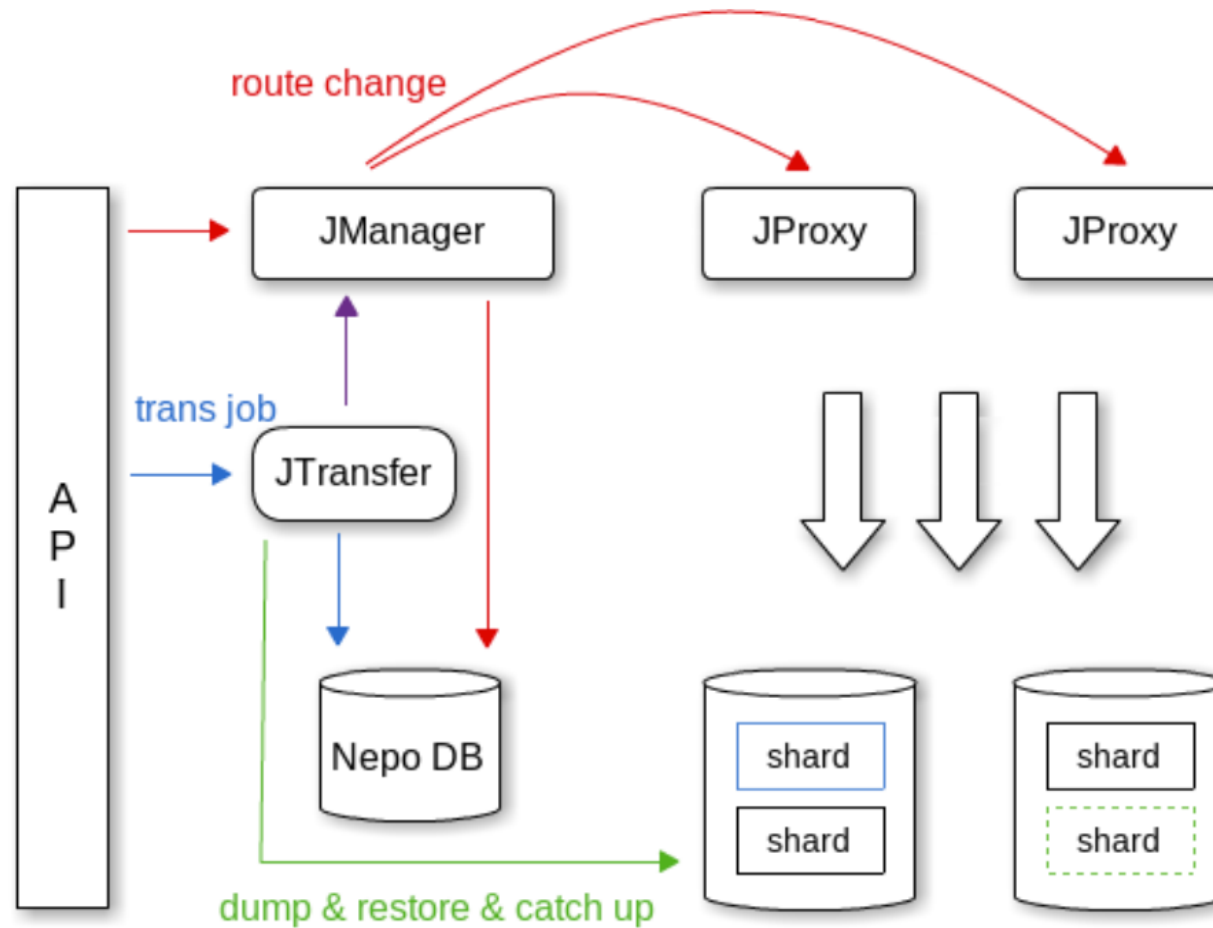 route change
JManager
JProxy
JProxy
trans job
JTransfer
A
P
I
Nepo DB
shard
shard
shard
shard
dump & restore & catch up